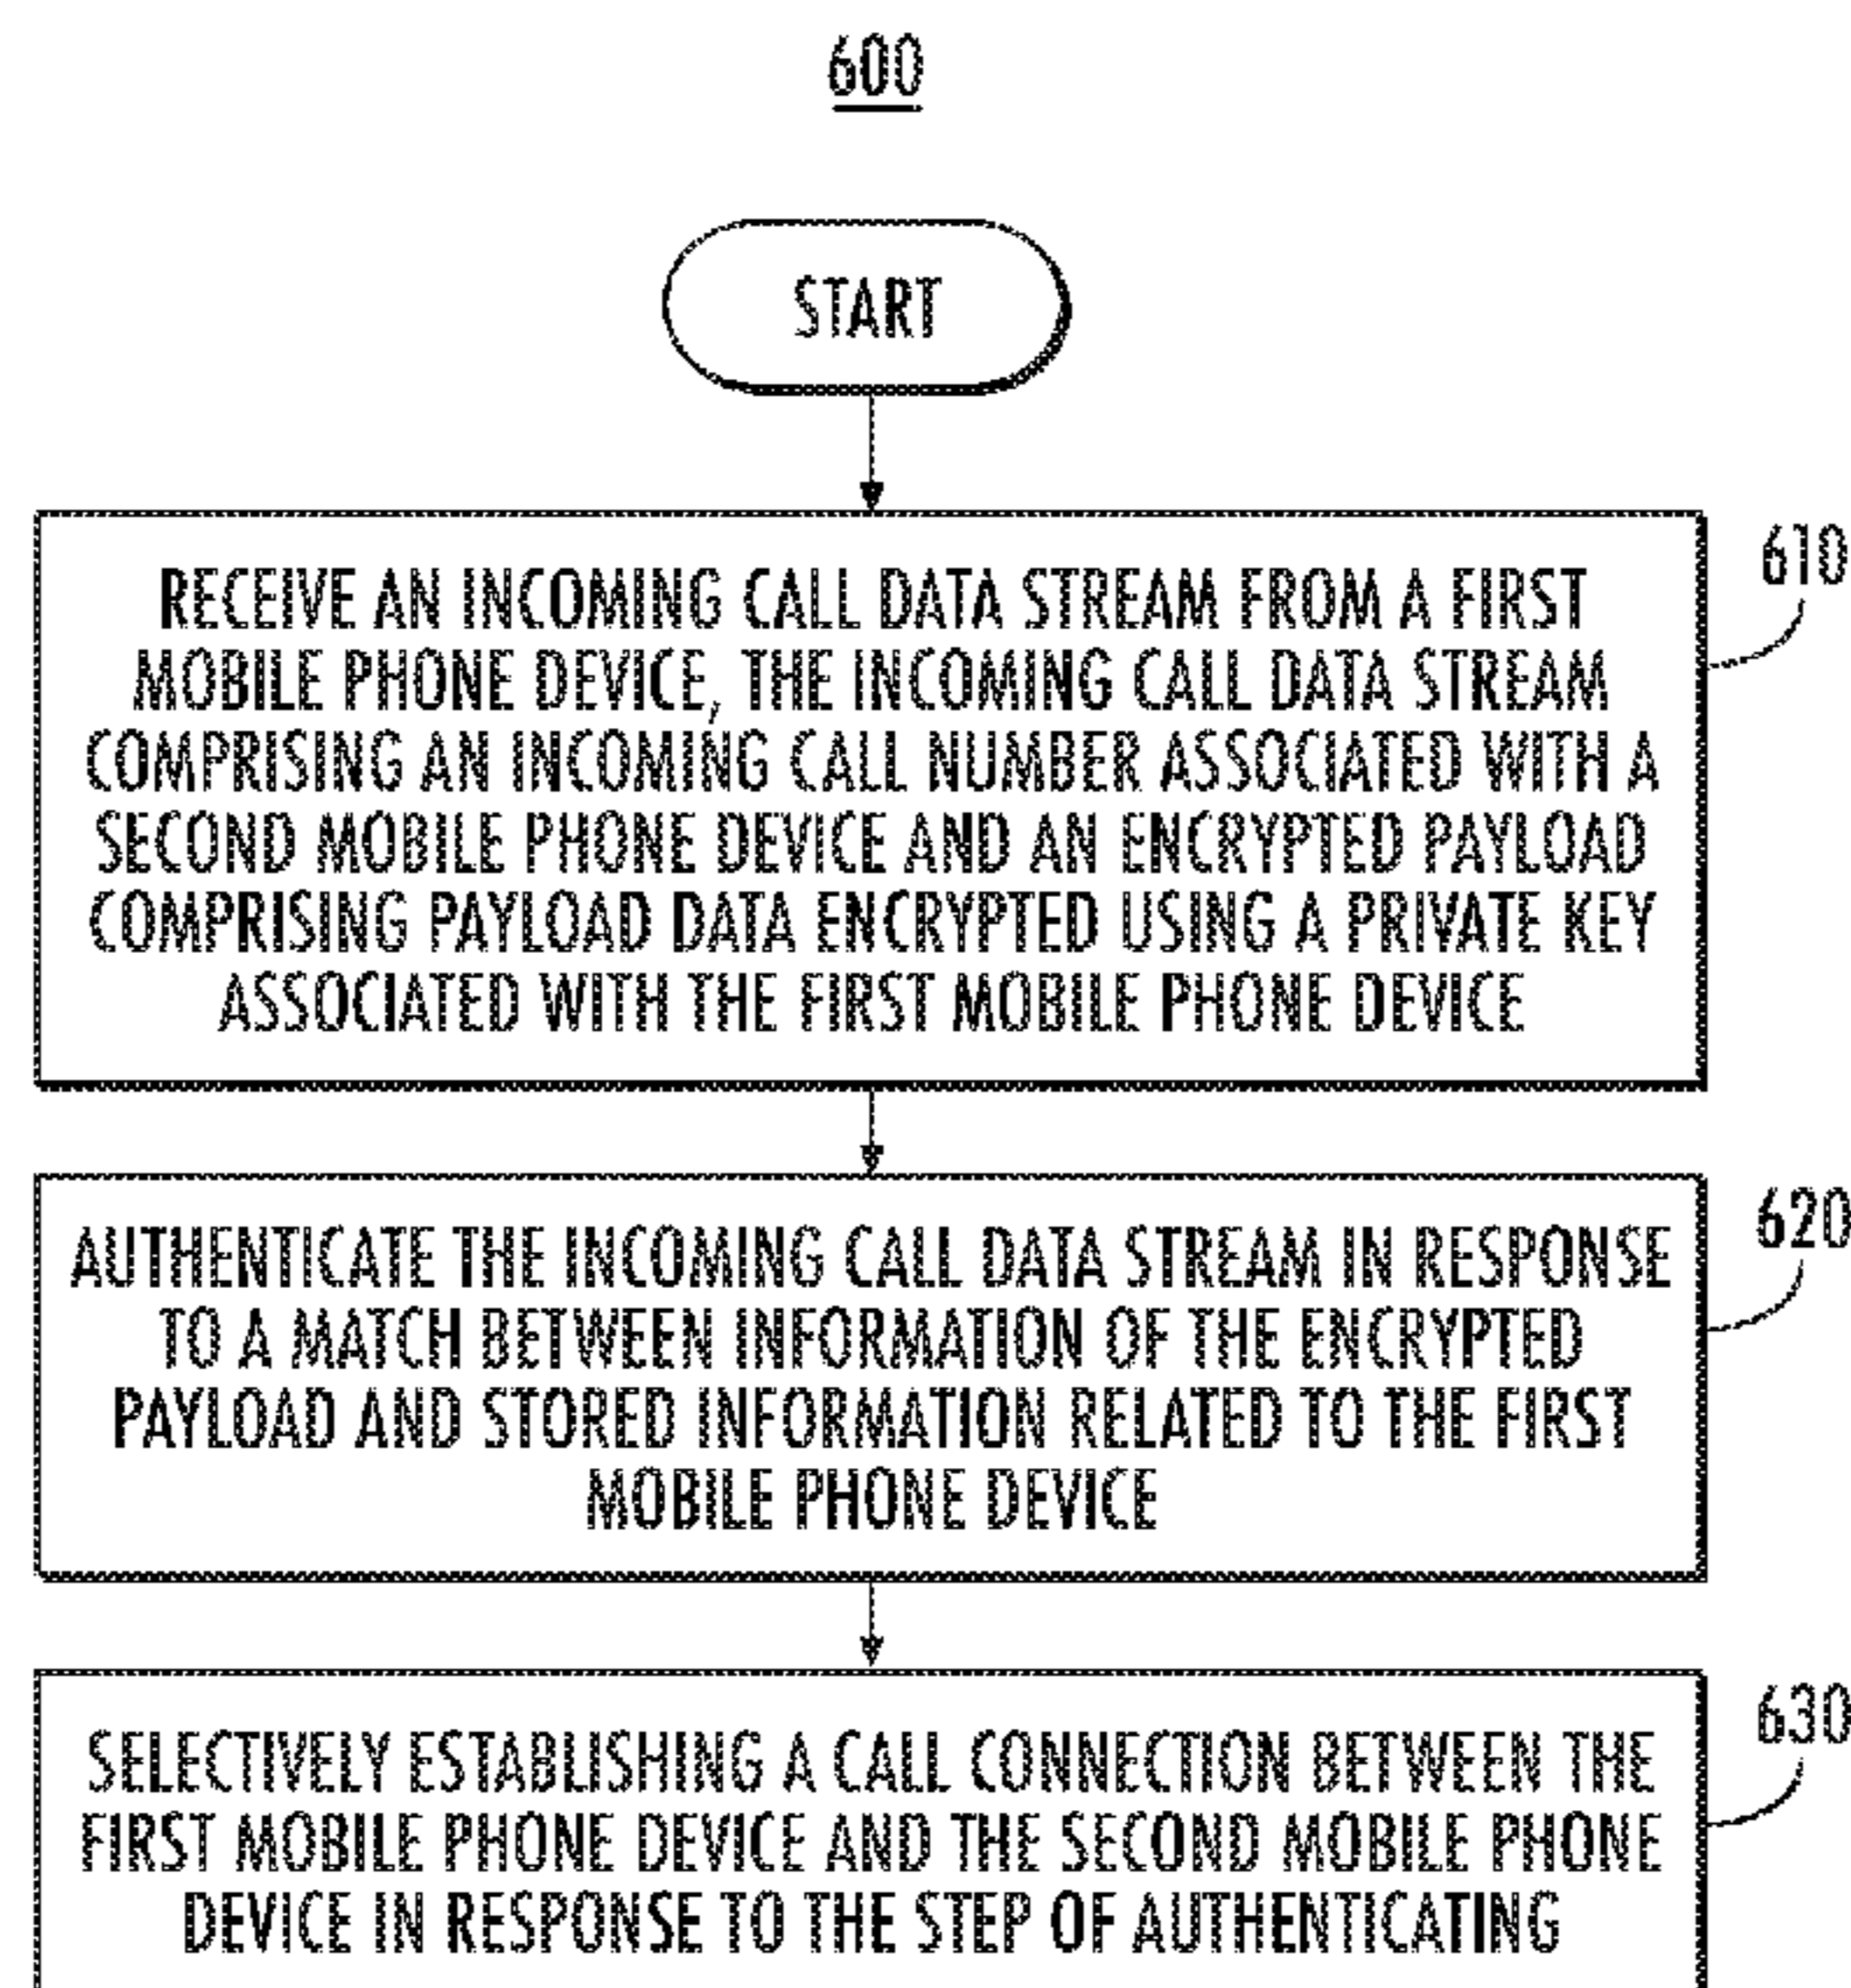 600
START
610
RECEIVE AN INCOMING CALL DATA STREAM FROM A FIRST
MOBILE PHONE DEVICE, THE INCOMING CALL DATA STREAM
COMPRISING AN INCOMING CALL NUMBER ASSOCIATED WITH A
SECOND MOBILE PHONE DEVICE AND AN ENCRYPTED PAYLOAD
COMPRISING PAYLOAD DATA ENCRYPTED USING A PRIVATE KEY
ASSOCIATED WITH THE FIRST MOBILE PHONE DEVICE
620
AUTHENTICATE THE INCOMING CALL DATA STREAM IN RESPONSE
TO A MATCH BETWEEN INFORMATION OF THE ENCRYPTED
PAYLOAD AND STORED INFORMATION RELATED TO THE FIRST
MOBILE PHONE DEVICE
630
SELECTIVELY ESTABLISHING A CALL CONNECTION BETWEEN THE
FIRST MOBILE PHONE DEVICE AND THE SECOND MOBILE PHONE
DEVICE IN RESPONSE TO THE STEP OF AUTHENTICATING